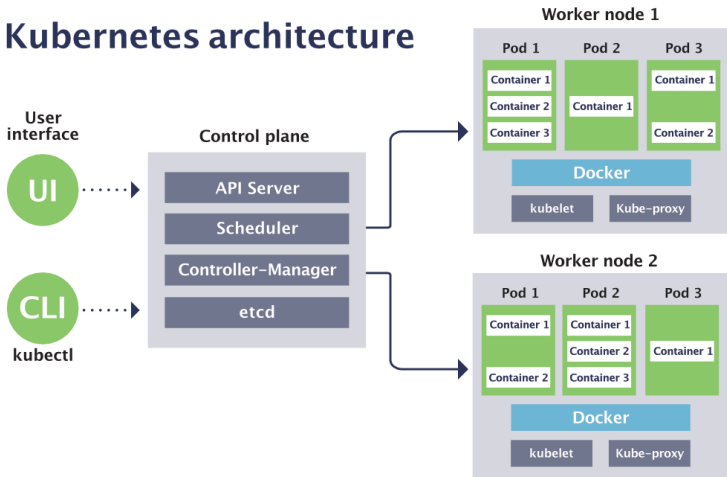 Kubernetes architecture
User
interface
UI
CLI
kubectl
Control plane
API Server
Scheduler
Controller-Manager
etcd
Worker node 1
Pod 1
Pod 2
Pod 3
Container 1
Container 2
Container 3
Container 1
Container 1
Container 2
Docker
kubelet
Kube-proxy
Worker node 2
Pod 1
Pod 2
Pod 3
Container 1
Container 2
Container 1
Container 2
Container 3
Container 1
Docker
kubelet
Kube-proxy